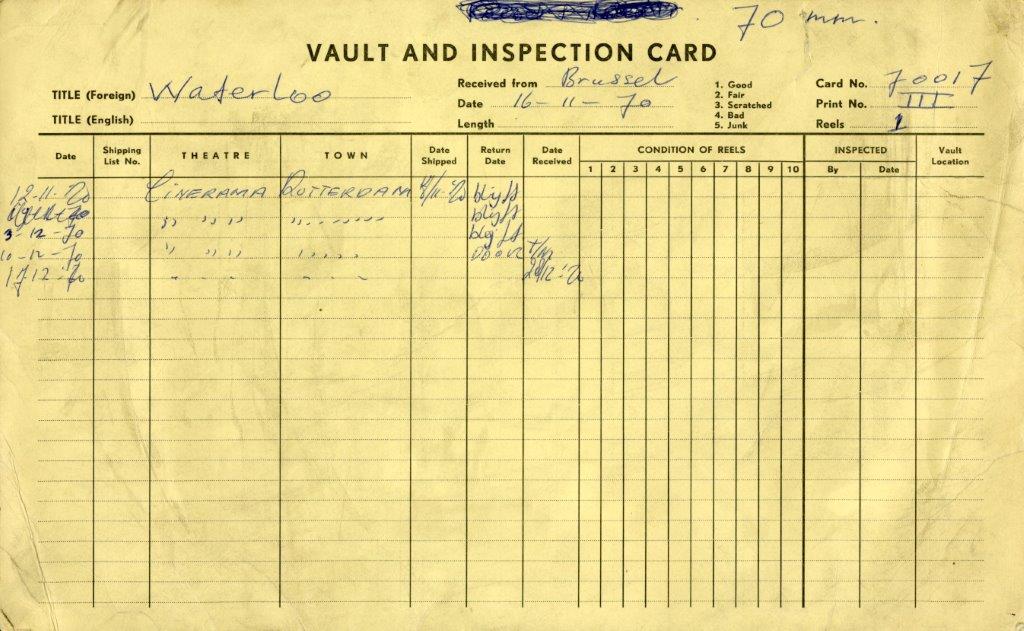 70 mm.
VAULT AND INSPECTION CARD
TITLE (Foreign) Waterloo
TITLE (English)
Received from Brussel
Date 16-11-70
Length
1. Good
2. Fair
3. Scratched
4. Bad
5. Junk
Card No. 70017
Print No. III
Reels 1
Date Shipping List No. THEATRE TOWN Date Shipped Return Date Date Received CONDITION OF REELS INSPECTED Vault Location
1 2 3 4 5 6 7 8 9 10 By Date
CINERAMA ROTTERDAM blijft
" " " " " " " " " " blijft
3-12-70 blijft
10-12-70 " " " " " " " " " DOOR
17-12-70